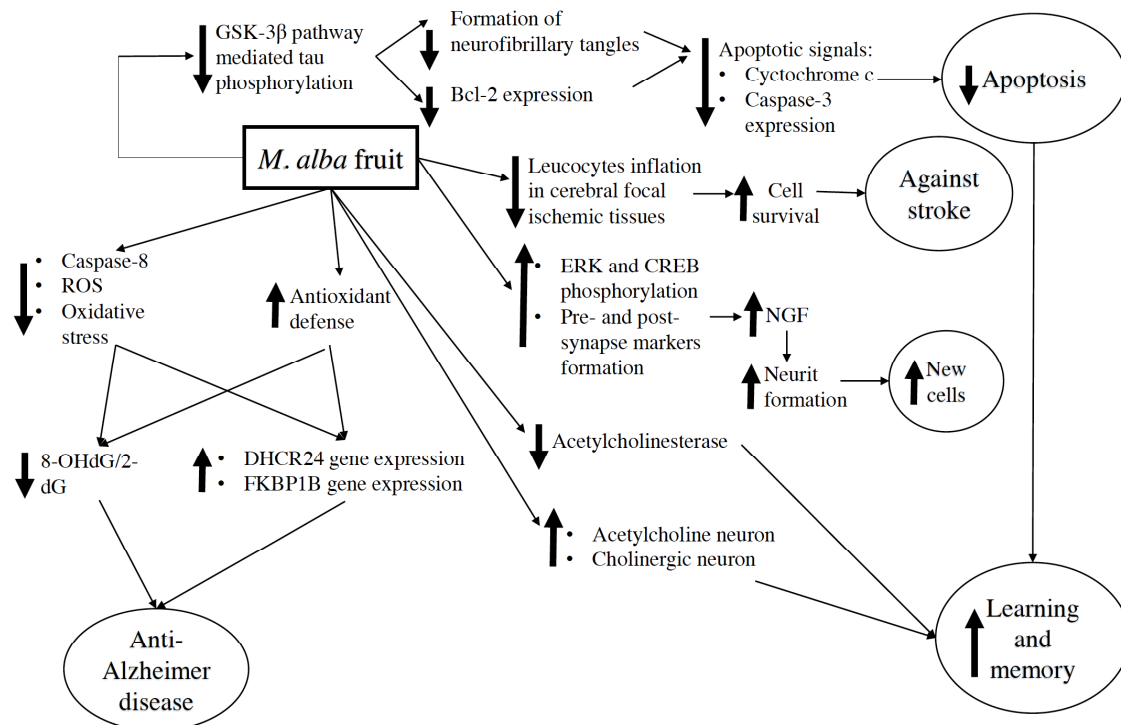 GSK-3β pathway
mediated tau
phosphorylation
Formation of
neurofibrillary tangles
Bcl-2 expression
Apoptotic signals:
• Cyctochrome c
• Caspase-3
expression
Apoptosis
M. alba fruit
Leucocytes inflation
in cerebral focal
ischemic tissues
Cell
survival
Against
stroke
• Caspase-8
• ROS
• Oxidative
stress
Antioxidant
defense
• ERK and CREB
phosphorylation
• Pre- and post-
synapse markers
formation
NGF
Neurit
formation
New
cells
8-OHdG/2-
dG
• DHCR24 gene expression
• FKBP1B gene expression
Acetylcholinesterase
• Acetylcholine neuron
• Cholinergic neuron
Anti-
Alzheimer
disease
Learning
and
memory